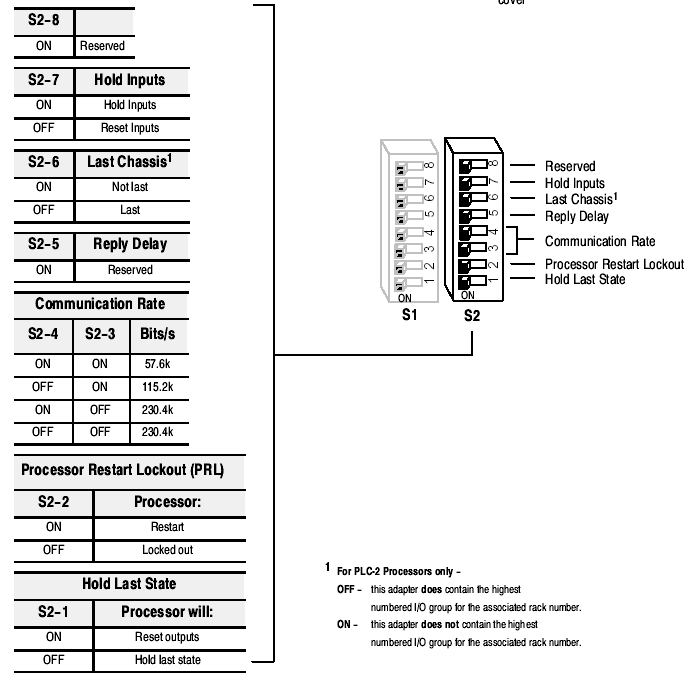 cover
S2-8
ON Reserved
S2-7 Hold Inputs
ON Hold Inputs
OFF Reset Inputs
S2-6 Last Chassis1
ON Not last
OFF Last
S2-5 Reply Delay
ON Reserved
Communication Rate
S2-4 S2-3 Bits/s
ON ON 57.6k
OFF ON 115.2k
ON OFF 230.4k
OFF OFF 230.4k
Processor Restart Lockout (PRL)
S2-2 Processor:
ON Restart
OFF Locked out
Hold Last State
S2-1 Processor will:
ON Reset outputs
OFF Hold last state
8
7
6
5
4
3
2
1
ON
S1
8
7
6
5
4
3
2
1
ON
S2
Reserved
Hold Inputs
Last Chassis1
Reply Delay
Communication Rate
Processor Restart Lockout
Hold Last State
1 For PLC-2 Processors only –
OFF – this adapter does contain the highest
numbered I/O group for the associated rack number.
ON – this adapter does not contain the highest
numbered I/O group for the associated rack number.